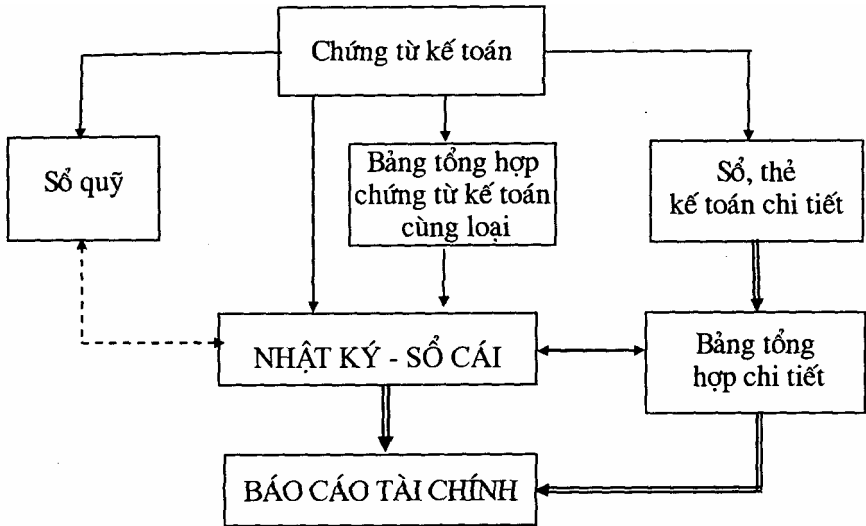 Chứng từ kế toán
Sổ quỹ
Bảng tổng hợp
chứng từ kế toán
cùng loại
Sổ, thẻ
kế toán chi tiết
NHẬT KÝ - SỔ CÁI
Bảng tổng
hợp chi tiết
BÁO CÁO TÀI CHÍNH